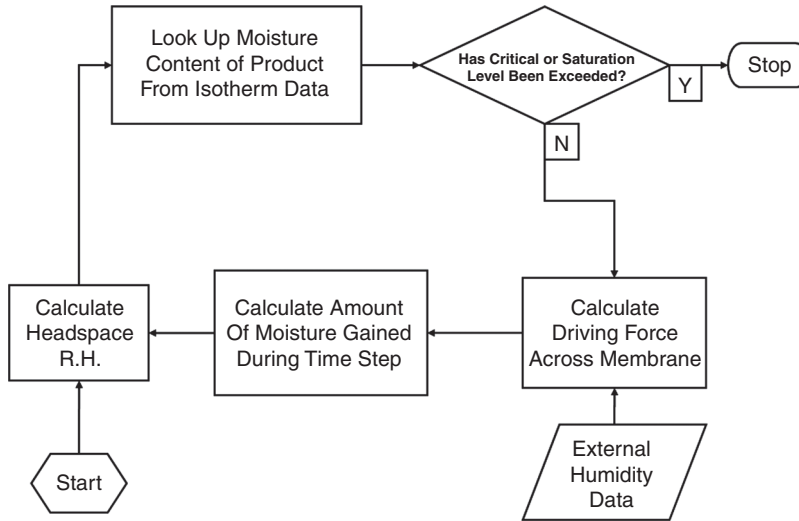 Look Up Moisture
Content of Product
From Isotherm Data
Has Critical or Saturation
Level Been Exceeded?
Y
Stop
N
Calculate
Headspace
R.H.
Calculate Amount
Of Moisture Gained
During Time Step
Calculate
Driving Force
Across Membrane
Start
External
Humidity
Data